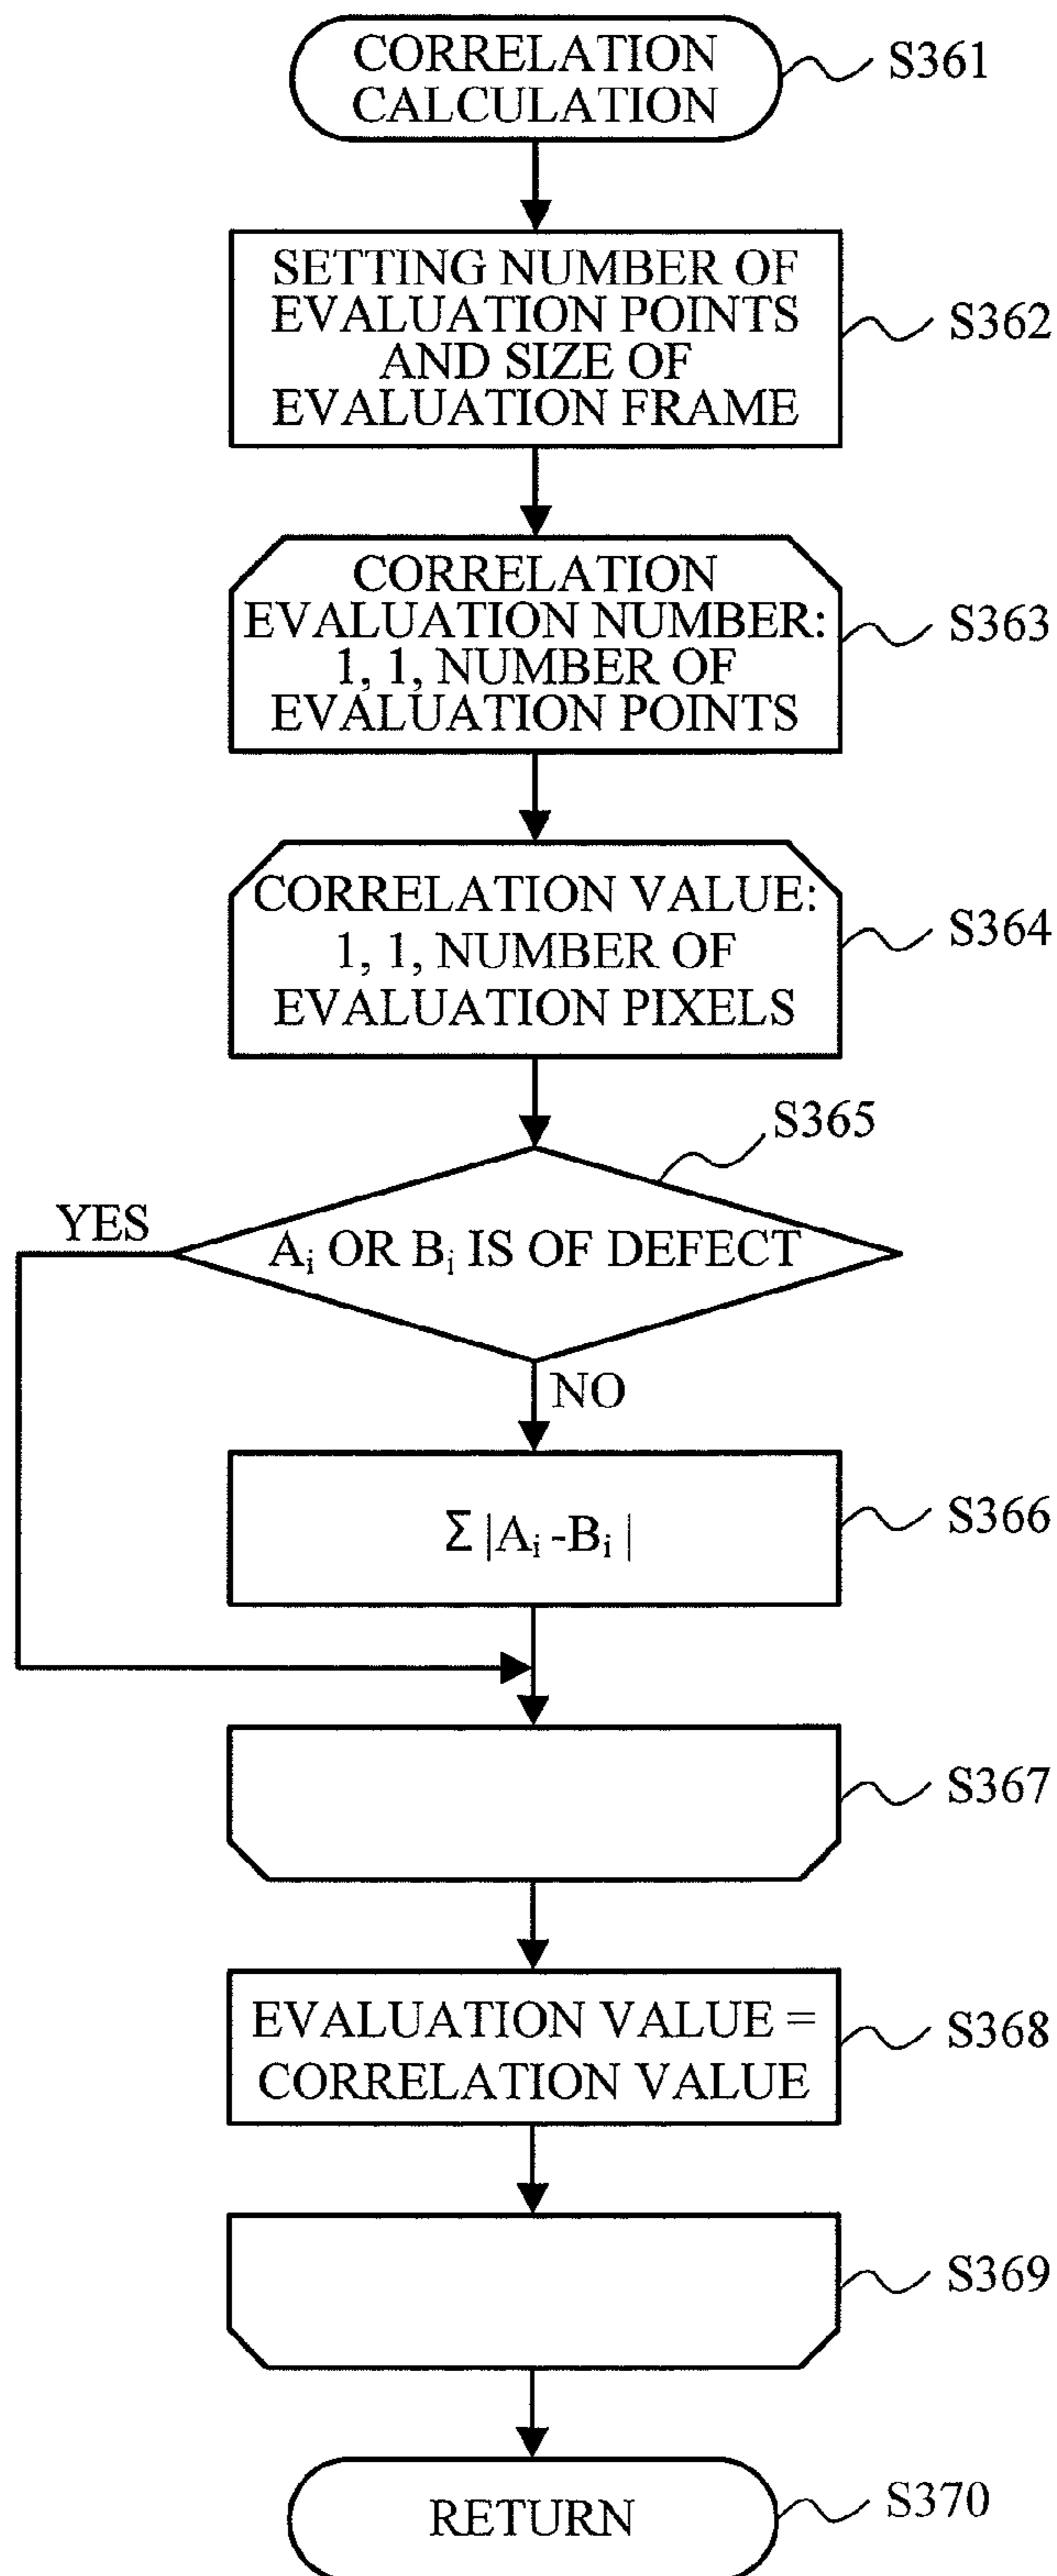 CORRELATION
CALCULATION
S361
SETTING NUMBER OF
EVALUATION POINTS
AND SIZE OF
EVALUATION FRAME
S362
CORRELATION
EVALUATION NUMBER:
1, 1, NUMBER OF
EVALUATION POINTS
S363
CORRELATION VALUE:
1, 1, NUMBER OF
EVALUATION PIXELS
S364
S365
YES
Aᵢ OR Bᵢ IS OF DEFECT
NO
Σ |Aᵢ -Bᵢ |
S366
S367
EVALUATION VALUE =
CORRELATION VALUE
S368
S369
RETURN
S370